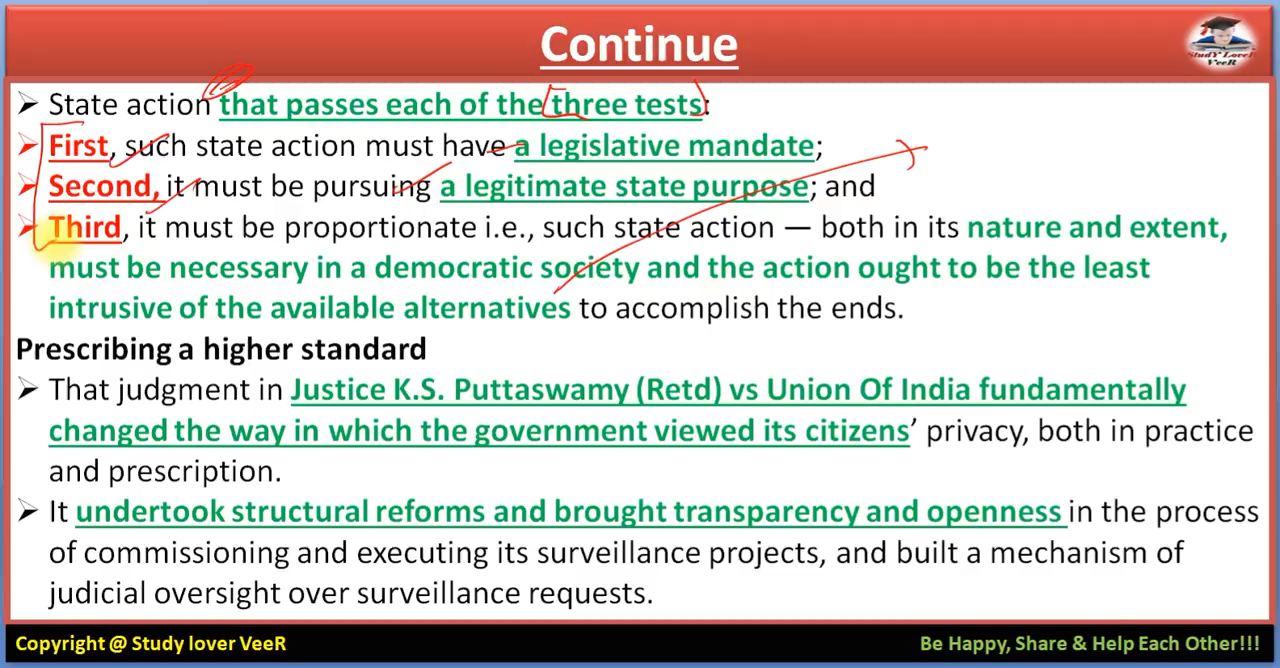 Continue
StudY LoveR
VeeR
➢ State action that passes each of the three tests:
➢ First, such state action must have a legislative mandate;
➢ Second, it must be pursuing a legitimate state purpose; and
➢ Third, it must be proportionate i.e., such state action — both in its nature and extent,
must be necessary in a democratic society and the action ought to be the least
intrusive of the available alternatives to accomplish the ends.
Prescribing a higher standard
➢ That judgment in Justice K.S. Puttaswamy (Retd) vs Union Of India fundamentally
changed the way in which the government viewed its citizens’ privacy, both in practice
and prescription.
➢ It undertook structural reforms and brought transparency and openness in the process
of commissioning and executing its surveillance projects, and built a mechanism of
judicial oversight over surveillance requests.
Copyright @ Study lover VeeR
Be Happy, Share & Help Each Other!!!